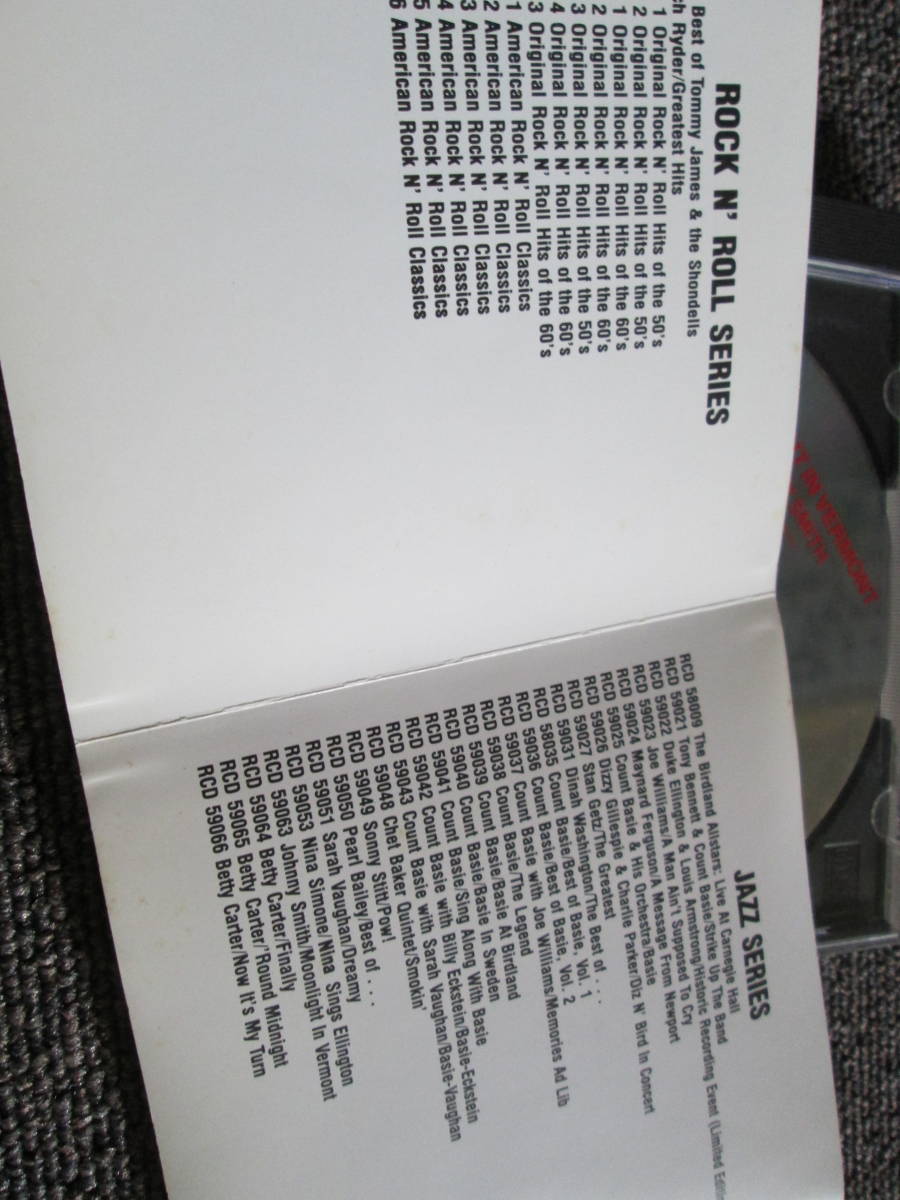 ROCK N' ROLL SERIES
Best of Tommy James & the Shondells
ch Ryder/Greatest Hits
1 Original Rock N' Roll Hits of the 50's
2 Original Rock N' Roll Hits of the 50's
1 Original Rock N' Roll Hits of the 60's
2 Original Rock N' Roll Hits of the 60's
3 Original Rock N' Roll Hits of the 50's
4 Original Rock N' Roll Hits of the 60's
3 Original Rock N' Roll Hits of the 60's
1 American Rock N' Roll Classics
2 American Rock N' Roll Classics
3 American Rock N' Roll Classics
4 American Rock N' Roll Classics
5 American Rock N' Roll Classics
6 American Rock N' Roll Classics
JAZZ SERIES
RCD 58009 The Birdland Allstars: Live At Carnegie Hall
RCD 59021 Tony Bennett & Count Basie/Strike Up The Band
RCD 59022 Duke Ellington & Louis Armstrong/Historic Recording Event (Limited Editio
RCD 59023 Joe Williams/A Man Ain't Supposed To Cry
RCD 59024 Maynard Ferguson/A Message From Newport
RCD 59025 Count Basie & His Orchestra/Basie
RCD 59026 Dizzy Gillespie & Charlie Parker/Diz N' Bird In Concert
RCD 59027 Stan Getz/The Greatest
RCD 59031 Dinah Washington/The Best of . . .
RCD 58035 Count Basie/Best of Basie, Vol. 1
RCD 59036 Count Basie/Best of Basie, Vol. 2
RCD 59037 Count Basie with Joe Williams/Memories Ad Lib
RCD 59038 Count Basie/The Legend
RCD 59039 Count Basie/Basie At Birdland
RCD 59040 Count Basie/Basie In Sweden
RCD 59041 Count Basie/Sing Along With Basie
RCD 59042 Count Basie with Billy Eckstein/Basie-Eckstein
RCD 59043 Count Basie with Sarah Vaughan/Basie-Vaughan
RCD 59048 Chet Baker Quintet/Smokin'
RCD 59049 Sonny Stitt/Pow!
RCD 59050 Pearl Bailey/Best of . . .
RCD 59051 Sarah Vaughan/Dreamy
RCD 59053 Nina Simone/Nina Sings Ellington
RCD 59063 Johnny Smith/Moonlight In Vermont
RCD 59064 Betty Carter/Finally
RCD 59065 Betty Carter/'Round Midnight
RCD 59066 Betty Carter/Now It's My Turn
IN VERMONT
SMITH